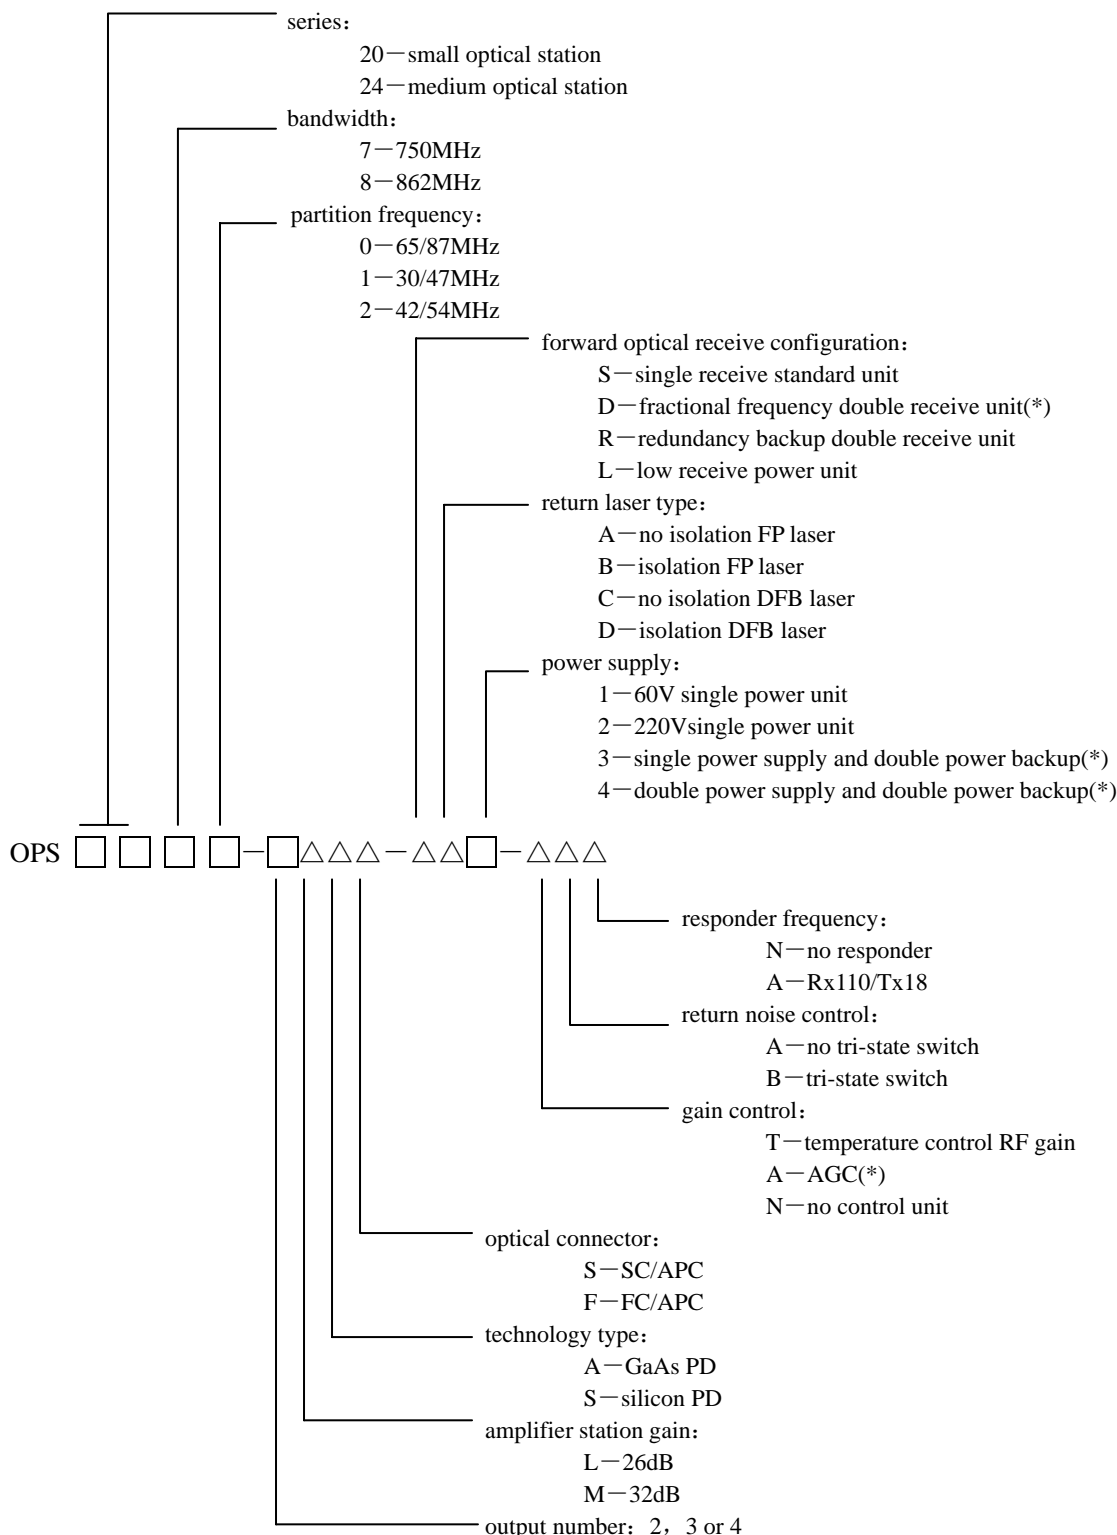 series：
20—small optical station
24—medium optical station
bandwidth：
7—750MHz
8—862MHz
partition frequency：
0—65/87MHz
1—30/47MHz
2—42/54MHz
forward optical receive configuration：
S—single receive standard unit
D—fractional frequency double receive unit(*)
R—redundancy backup double receive unit
L—low receive power unit
return laser type：
A—no isolation FP laser
B—isolation FP laser
C—no isolation DFB laser
D—isolation DFB laser
power supply：
1—60V single power unit
2—220Vsingle power unit
3—single power supply and double power backup(*)
4—double power supply and double power backup(*)
OPS □ □ □ □－□△△△－△△□－△△△
responder frequency：
N—no responder
A—Rx110/Tx18
return noise control：
A—no tri-state switch
B—tri-state switch
gain control：
T—temperature control RF gain
A—AGC(*)
N—no control unit
optical connector：
S—SC/APC
F—FC/APC
technology type：
A—GaAs PD
S—silicon PD
amplifier station gain：
L—26dB
M—32dB
output number：2，3 or 4